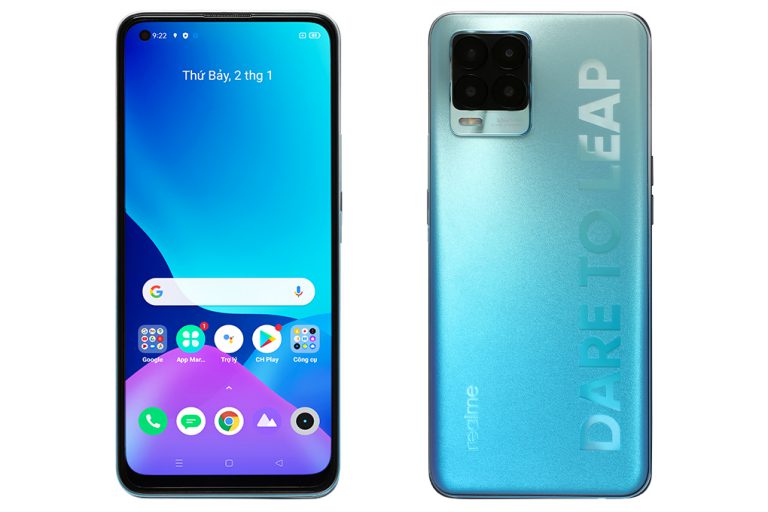 9:22
Thứ Bảy, 2 thg 1
G
1
Google
App Mar...
Trợ lý
CH Play
Công cụ
DARE TO LEAP
realme